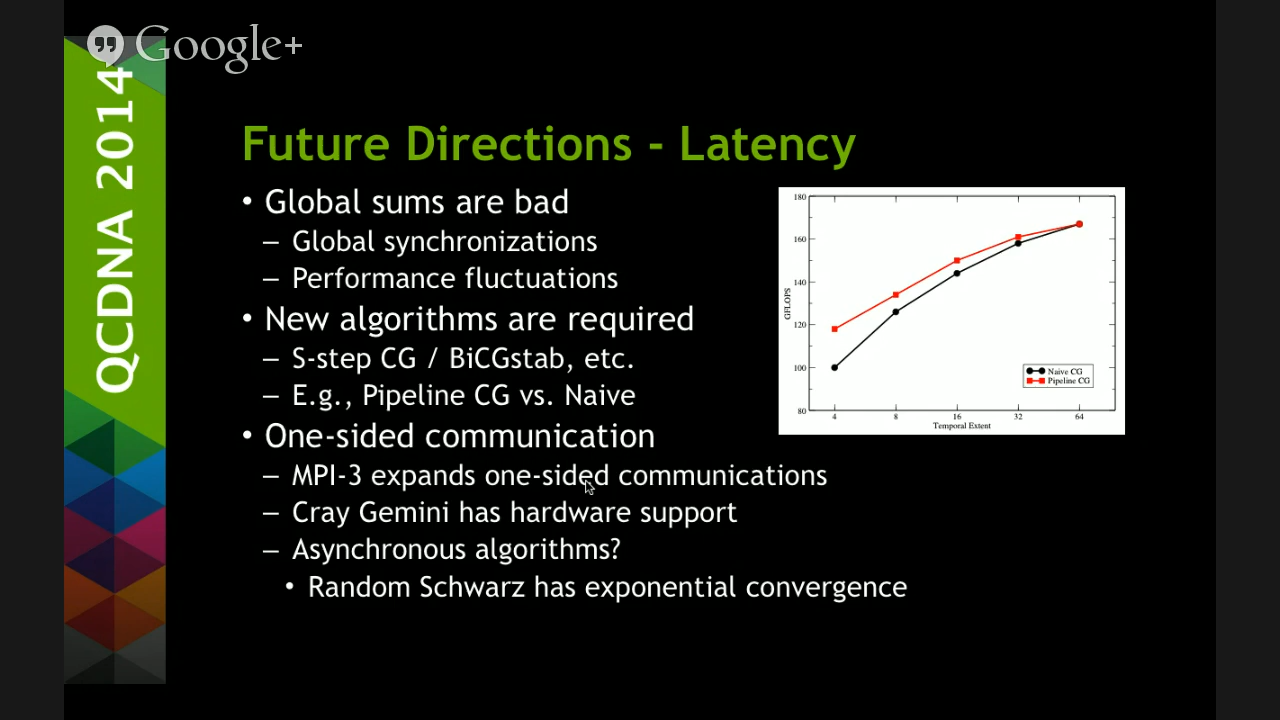 Google+
QCDNA 2014
Future Directions - Latency
• Global sums are bad
– Global synchronizations
– Performance fluctuations
• New algorithms are required
– S-step CG / BiCGstab, etc.
– E.g., Pipeline CG vs. Naive
• One-sided communication
– MPI-3 expands one-sided communications
– Cray Gemini has hardware support
– Asynchronous algorithms?
• Random Schwarz has exponential convergence
180
160
140
120
100
80
GFLOPS
Naive CG
Pipeline CG
4 8 16 32 64
Temporal Extent